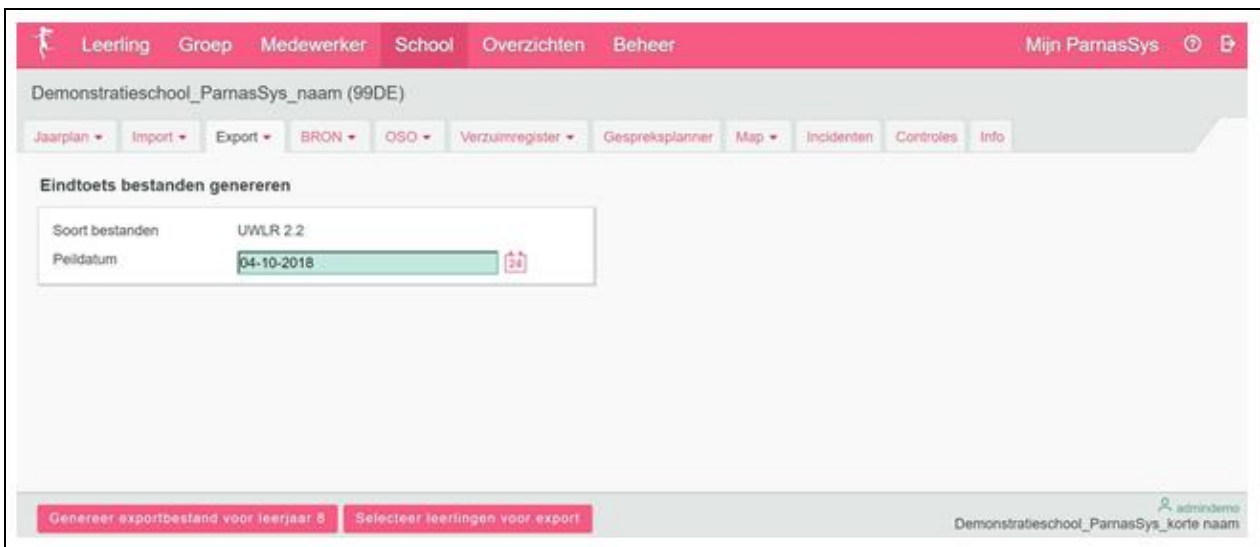 Leerling Groep Medewerker School Overzichten Beheer Mijn ParnasSys
Demonstratieschool_ParnasSys_naam (99DE)
Jaarplan Import Export BRON OSO Verzuimregister Gespreksplanner Map Incidenten Controles Info
Eindtoets bestanden genereren
Soort bestanden UWLR 2.2
Peildatum 04-10-2018 24
Genereer exportbestand voor leerjaar 8 Selecteer leerlingen voor export
admindemo
Demonstratieschool_ParnasSys_korte naam